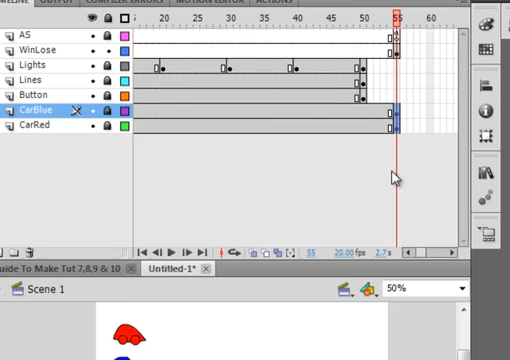 TIMELINE OUTPUT COMPILER ERRORS MOTION EDITOR ACTIONS
20 25 30 35 40 45 50 55 60
AS
WinLose
Lights
Lines
Button
CarBlue
CarRed
55 20.00 fps 2.7 s
uide To Make Tut 7,8,9 & 10 Untitled-1*
Scene 1 50%